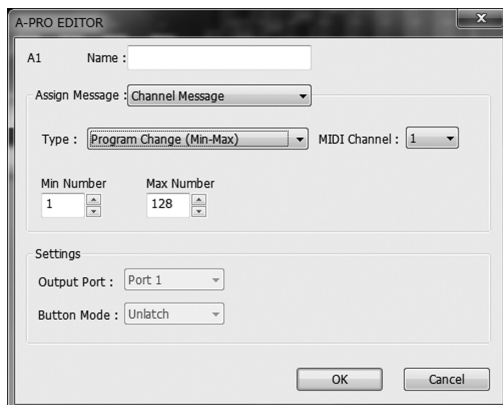 A-PRO EDITOR x
A1 Name :
Assign Message : Channel Message
Type : Program Change (Min-Max) MIDI Channel : 1
Min Number Max Number
1 128
Settings
Output Port : Port 1
Button Mode : Unlatch
OK Cancel